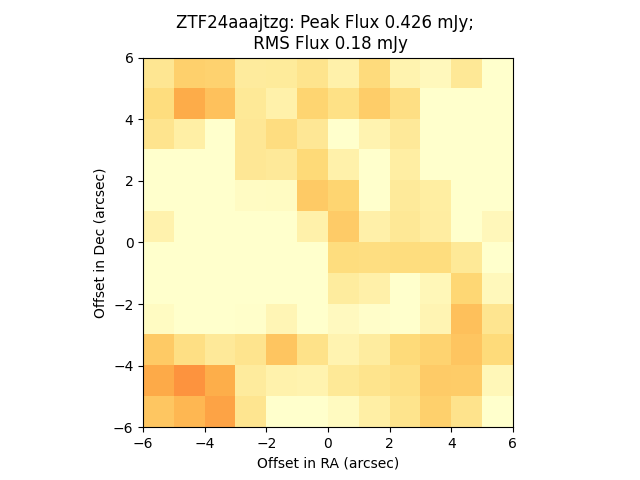 ZTF24aaajtzg: Peak Flux 0.426 mJy;
RMS Flux 0.18 mJy
6
4
2
0
−2
−4
−6
Offset in Dec (arcsec)
−6 −4 −2 0 2 4 6
Offset in RA (arcsec)